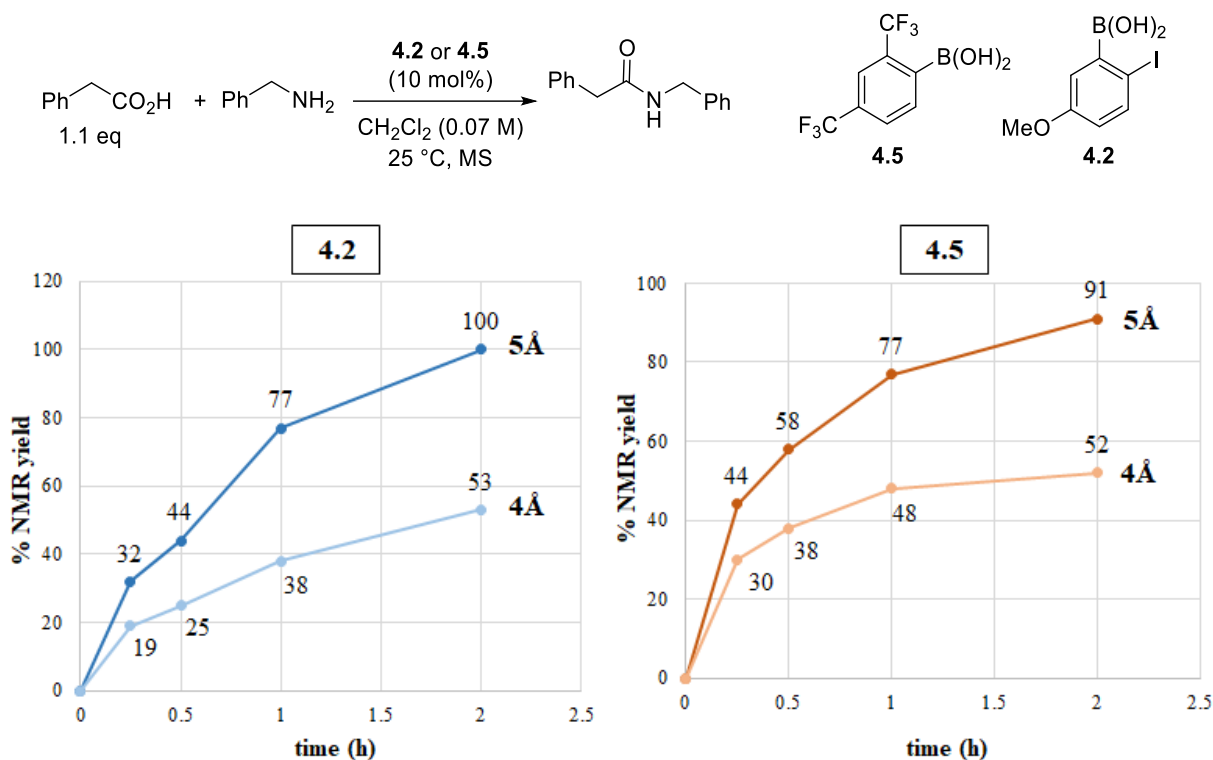 Ph
CO₂H
1.1 eq
+
Ph
NH₂
4.2 or 4.5
(10 mol%)
CH₂Cl₂ (0.07 M)
25 °C, MS
Ph
O
N
H
Ph
CF₃
B(OH)₂
F₃C
4.5
B(OH)₂
I
MeO
4.2
4.2
% NMR yield
120
100
80
60
40
20
0
0
0.5
1
1.5
2
2.5
time (h)
32
44
77
100
5Å
19
25
38
53
4Å
4.5
% NMR yield
100
80
60
40
20
0
0
0.5
1
1.5
2
2.5
time (h)
44
58
77
91
5Å
30
38
48
52
4Å